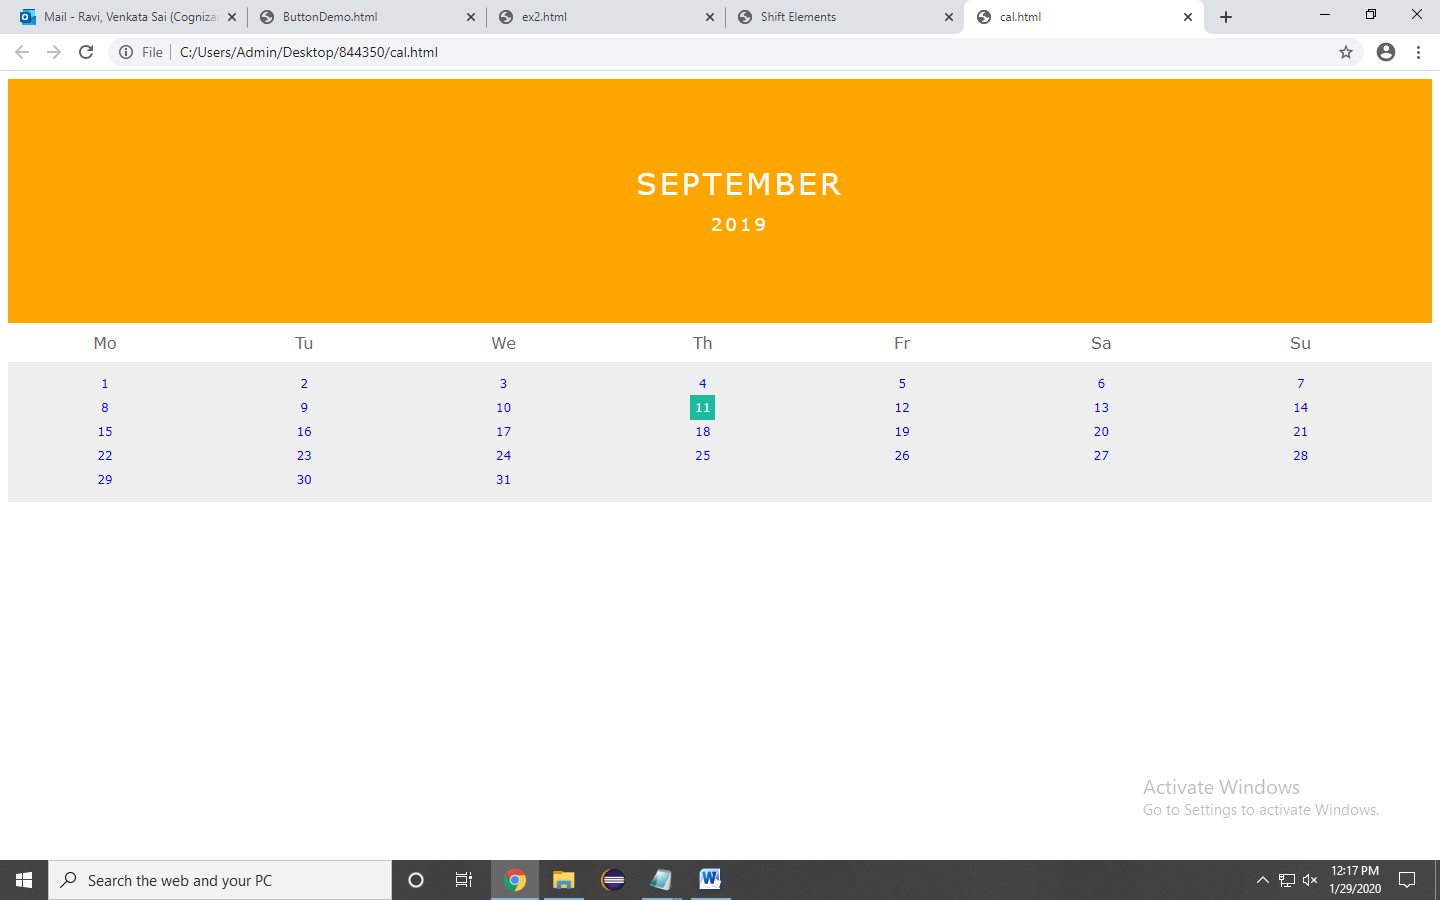 Mail - Ravi, Venkata Sai (Cogniza
ButtonDemo.html
ex2.html
Shift Elements
cal.html
File
C:/Users/Admin/Desktop/844350/cal.html
SEPTEMBER
2019
Mo Tu We Th Fr Sa Su
1 2 3 4 5 6 7
8 9 10 11 12 13 14
15 16 17 18 19 20 21
22 23 24 25 26 27 28
29 30 31
Activate Windows
Go to Settings to activate Windows.
Search the web and your PC
12:17 PM
1/29/2020